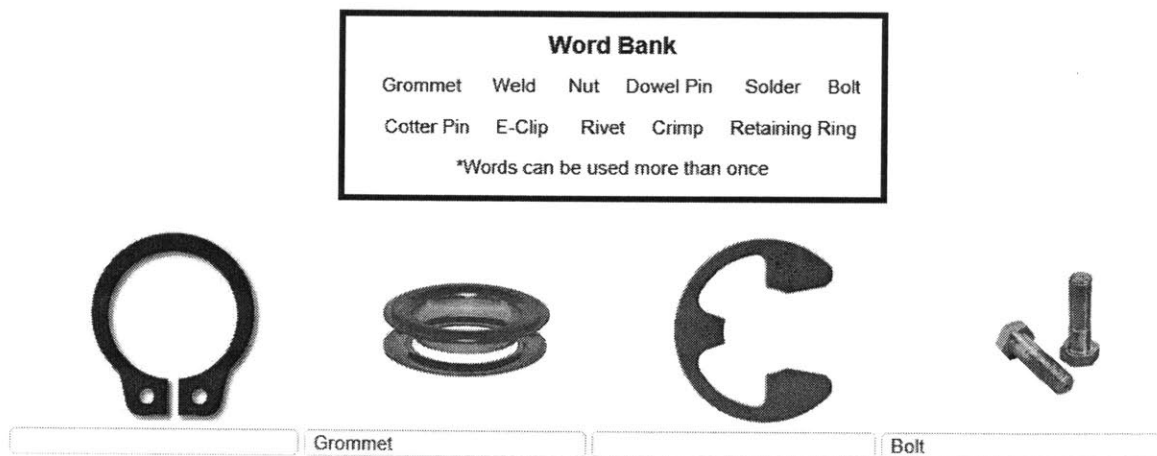 Word Bank
Grommet Weld Nut Dowel Pin Solder Bolt
Cotter Pin E-Clip Rivet Crimp Retaining Ring
*Words can be used more than once
Grommet
Bolt